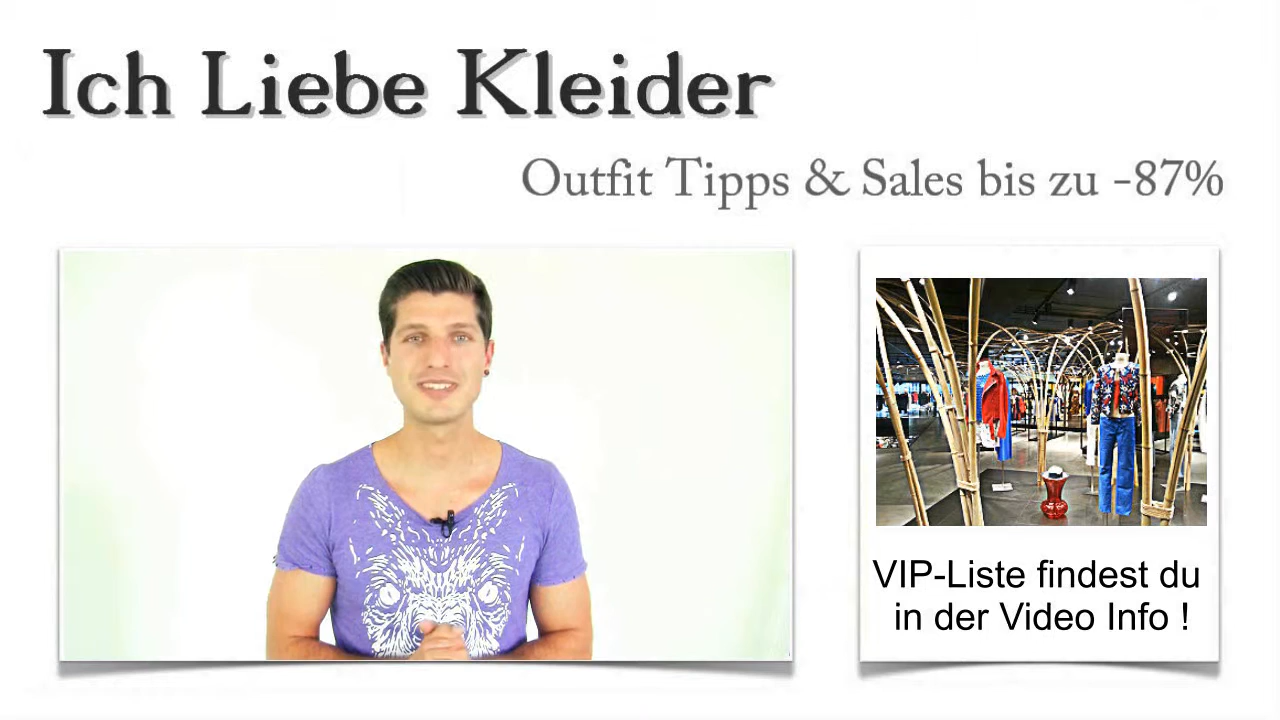 Ich Liebe Kleider
Outfit Tipps & Sales bis zu -87%
VIP-Liste findest du
in der Video Info !